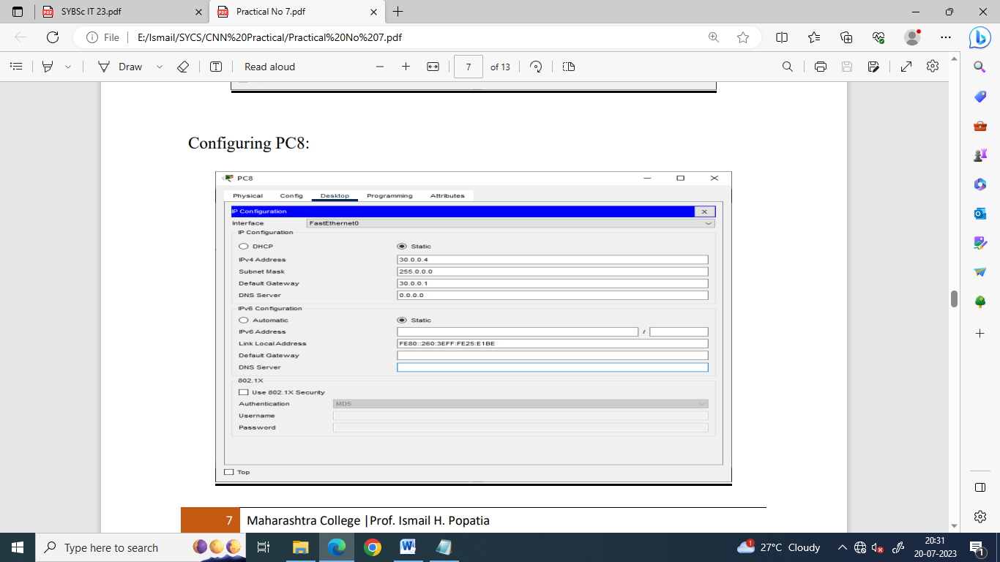 SYBSc IT 23.pdf
Practical No 7.pdf
File
E:/Ismail/SYCS/CNN%20Practical/Practical%20No%207.pdf
Draw
Read aloud
7
of 13
Configuring PC8:
PC8
Physical Config Desktop Programming Attributes
IP Configuration
X
Interface FastEthernet0
IP Configuration
DHCP Static
IPv4 Address 30.0.0.4
Subnet Mask 255.0.0.0
Default Gateway 30.0.0.1
DNS Server 0.0.0.0
IPv6 Configuration
Automatic Static
IPv6 Address /
Link Local Address FE80::260:3EFF:FE25:E1BE
Default Gateway
DNS Server
802.1X
Use 802.1X Security
Authentication MD5
Username
Password
Top
7 Maharashtra College |Prof. Ismail H. Popatia
Type here to search
1
27°C Cloudy
20:31
20-07-2023
1